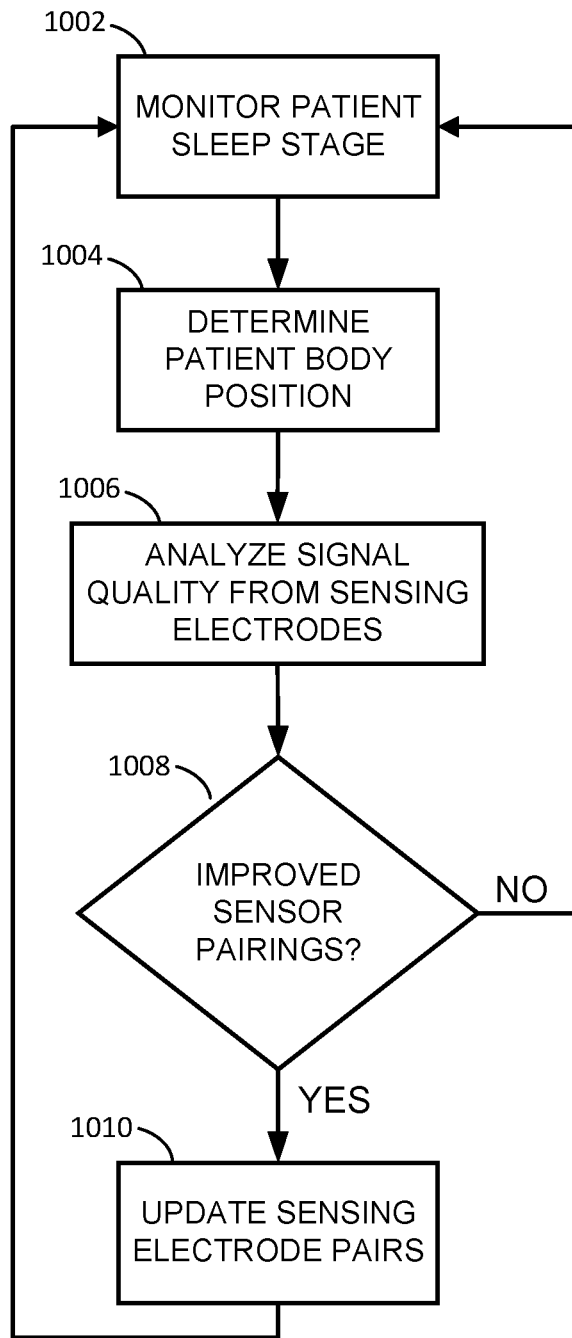 1002
MONITOR PATIENT
SLEEP STAGE
1004
DETERMINE
PATIENT BODY
POSITION
1006
ANALYZE SIGNAL
QUALITY FROM SENSING
ELECTRODES
1008
IMPROVED
SENSOR
PAIRINGS?
NO
YES
1010
UPDATE SENSING
ELECTRODE PAIRS